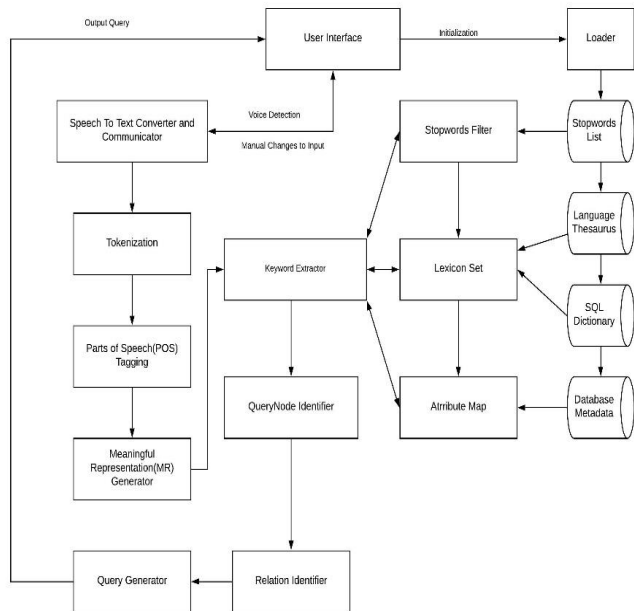 Output Query
User Interface
Initialization
Loader
Speech To Text Converter and
Communicator
Voice Detection
Manual Changes to Input
Stopwords Filter
Stopwords
List
Tokenization
Keyword Extractor
Lexicon Set
Language
Thesaurus
SQL
Dictionary
Parts of Speech(POS)
Tagging
QueryNode Identifier
Atrribute Map
Database
Metadata
Meaningful
Representation(MR)
Generator
Query Generator
Relation Identifier